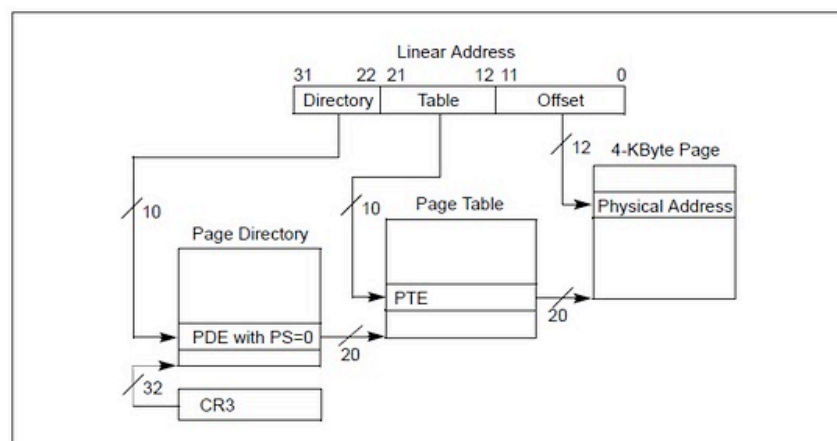 Linear Address
31 22 21 12 11 0
Directory Table Offset
12 4-KByte Page
10 10 Page Table Physical Address
Page Directory
PTE
20
PDE with PS=0
20
32
CR3